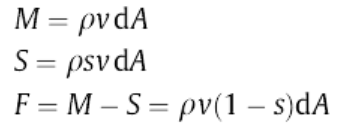 M = ρv dA
S = ρsv dA
F = M − S = ρv(1 − s)dA